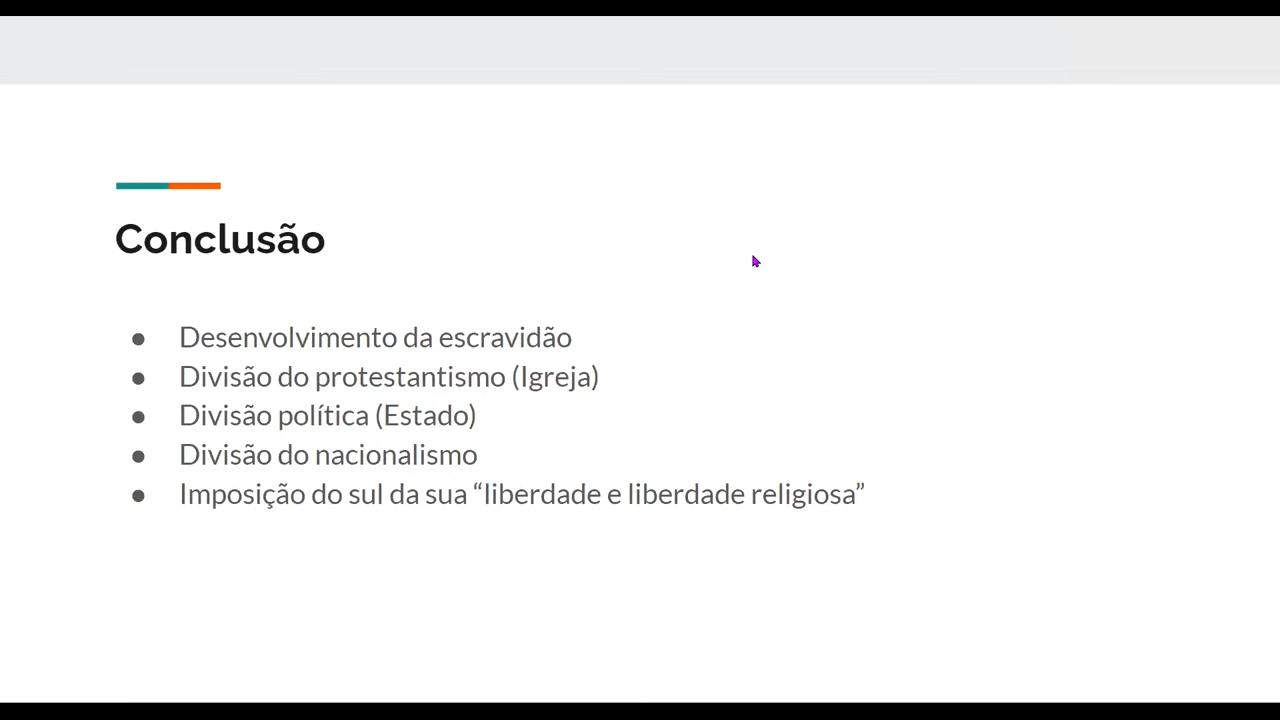 Conclusão
● Desenvolvimento da escravidão
● Divisão do protestantismo (Igreja)
● Divisão política (Estado)
● Divisão do nacionalismo
● Imposição do sul da sua “liberdade e liberdade religiosa”